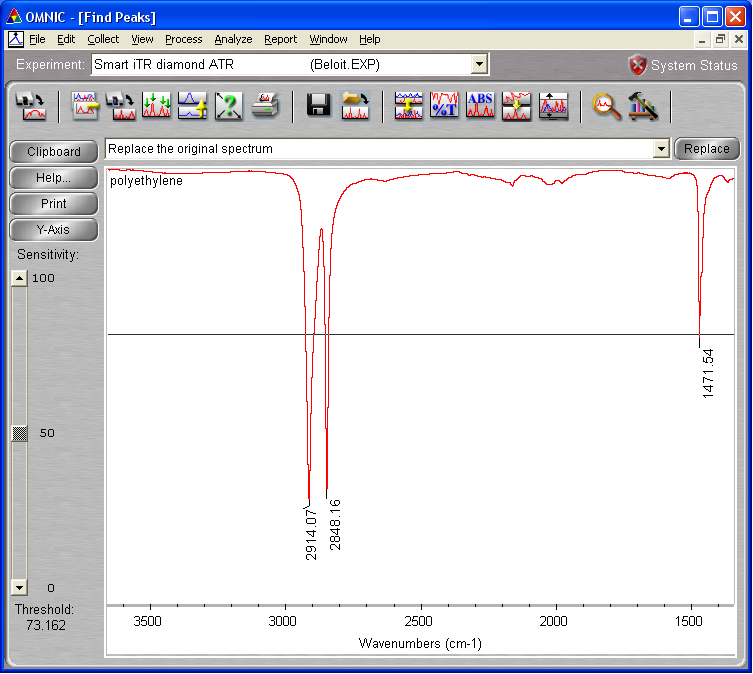 OMNIC - [Find Peaks]
File Edit Collect View Process Analyze Report Window Help
Experiment: Smart iTR diamond ATR (Beloit.EXP) System Status
%T ABS
Clipboard Replace the original spectrum Replace
Help...
Print
Y-Axis
Sensitivity:
100
50
0
Threshold:
73.162
polyethylene
2914.07
2848.16
1471.54
3500 3000 2500 2000 1500
Wavenumbers (cm-1)